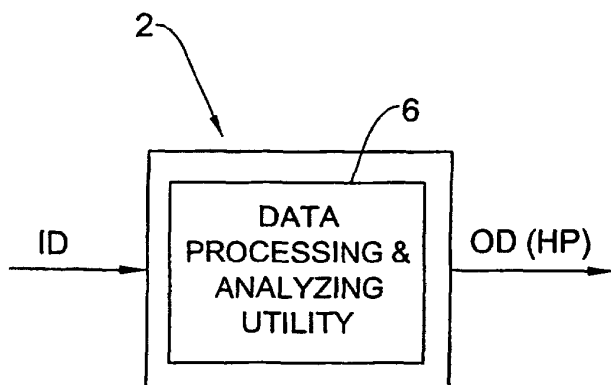 2
6
DATA
PROCESSING &
ANALYZING
UTILITY
ID
OD (HP)